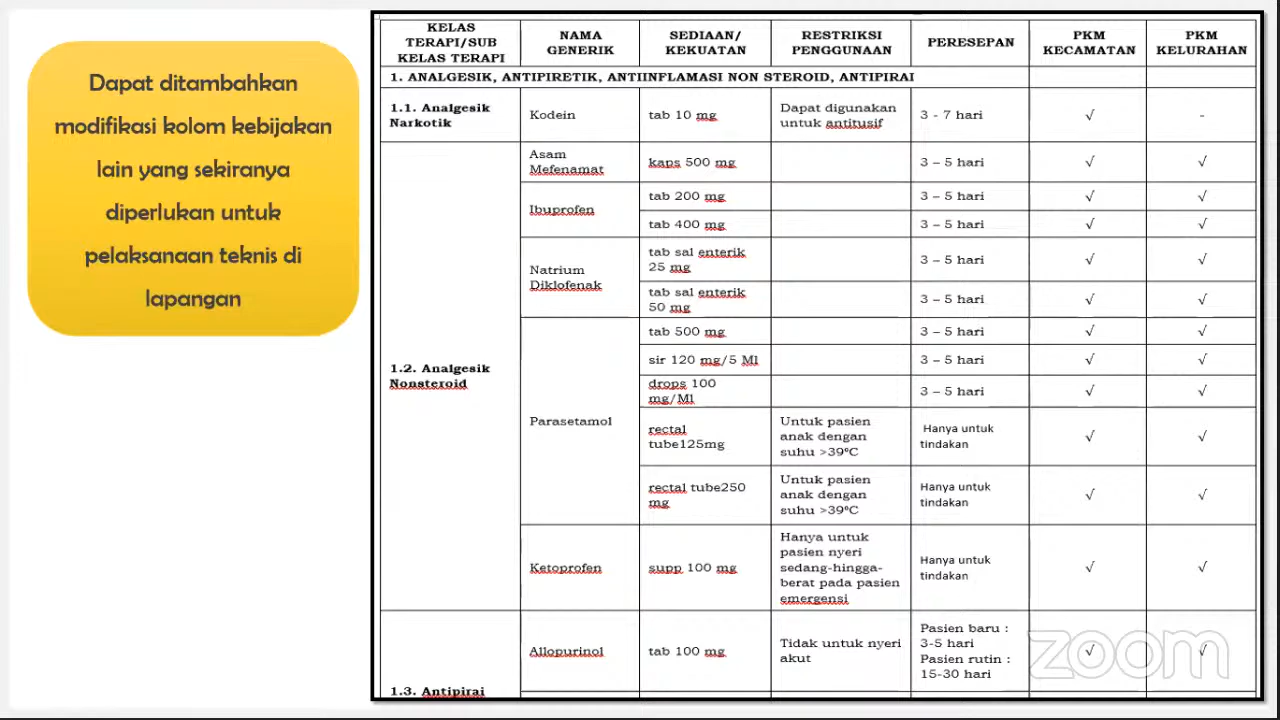 Dapat ditambahkan
modifikasi kolom kebijakan
lain yang sekiranya
diperlukan untuk
pelaksanaan teknis di
lapangan
KELAS TERAPI/SUB KELAS TERAPI NAMA GENERIK SEDIAAN/ KEKUATAN RESTRIKSI PENGGUNAAN PERESEPAN PKM KECAMATAN PKM KELURAHAN
1. ANALGESIK, ANTIPIRETIK, ANTIINFLAMASI NON STEROID, ANTIPIRAI
1.1. Analgesik Narkotik Kodein tab 10 mg Dapat digunakan untuk antitusif 3 - 7 hari √ -
1.2. Analgesik Nonsteroid
Asam Mefenamat kaps 500 mg 3 – 5 hari √ √
Ibuprofen tab 200 mg 3 – 5 hari √ √
tab 400 mg 3 – 5 hari √ √
Natrium Diklofenak tab sal enterik 25 mg 3 – 5 hari √ √
tab sal enterik 50 mg 3 – 5 hari √ √
Parasetamol tab 500 mg 3 – 5 hari √ √
sir 120 mg/5 Ml 3 – 5 hari √ √
drops 100 mg/Ml 3 – 5 hari √ √
rectal tube125mg Untuk pasien anak dengan suhu >39°C Hanya untuk tindakan √ √
rectal tube250 mg Untuk pasien anak dengan suhu >39°C Hanya untuk tindakan √ √
Ketoprofen supp 100 mg Hanya untuk pasien nyeri sedang-hingga-berat pada pasien emergensi Hanya untuk tindakan √ √
1.3. Antipirai Allopurinol tab 100 mg Tidak untuk nyeri akut Pasien baru : 3-5 hari Pasien rutin : 15-30 hari √ √
zoom